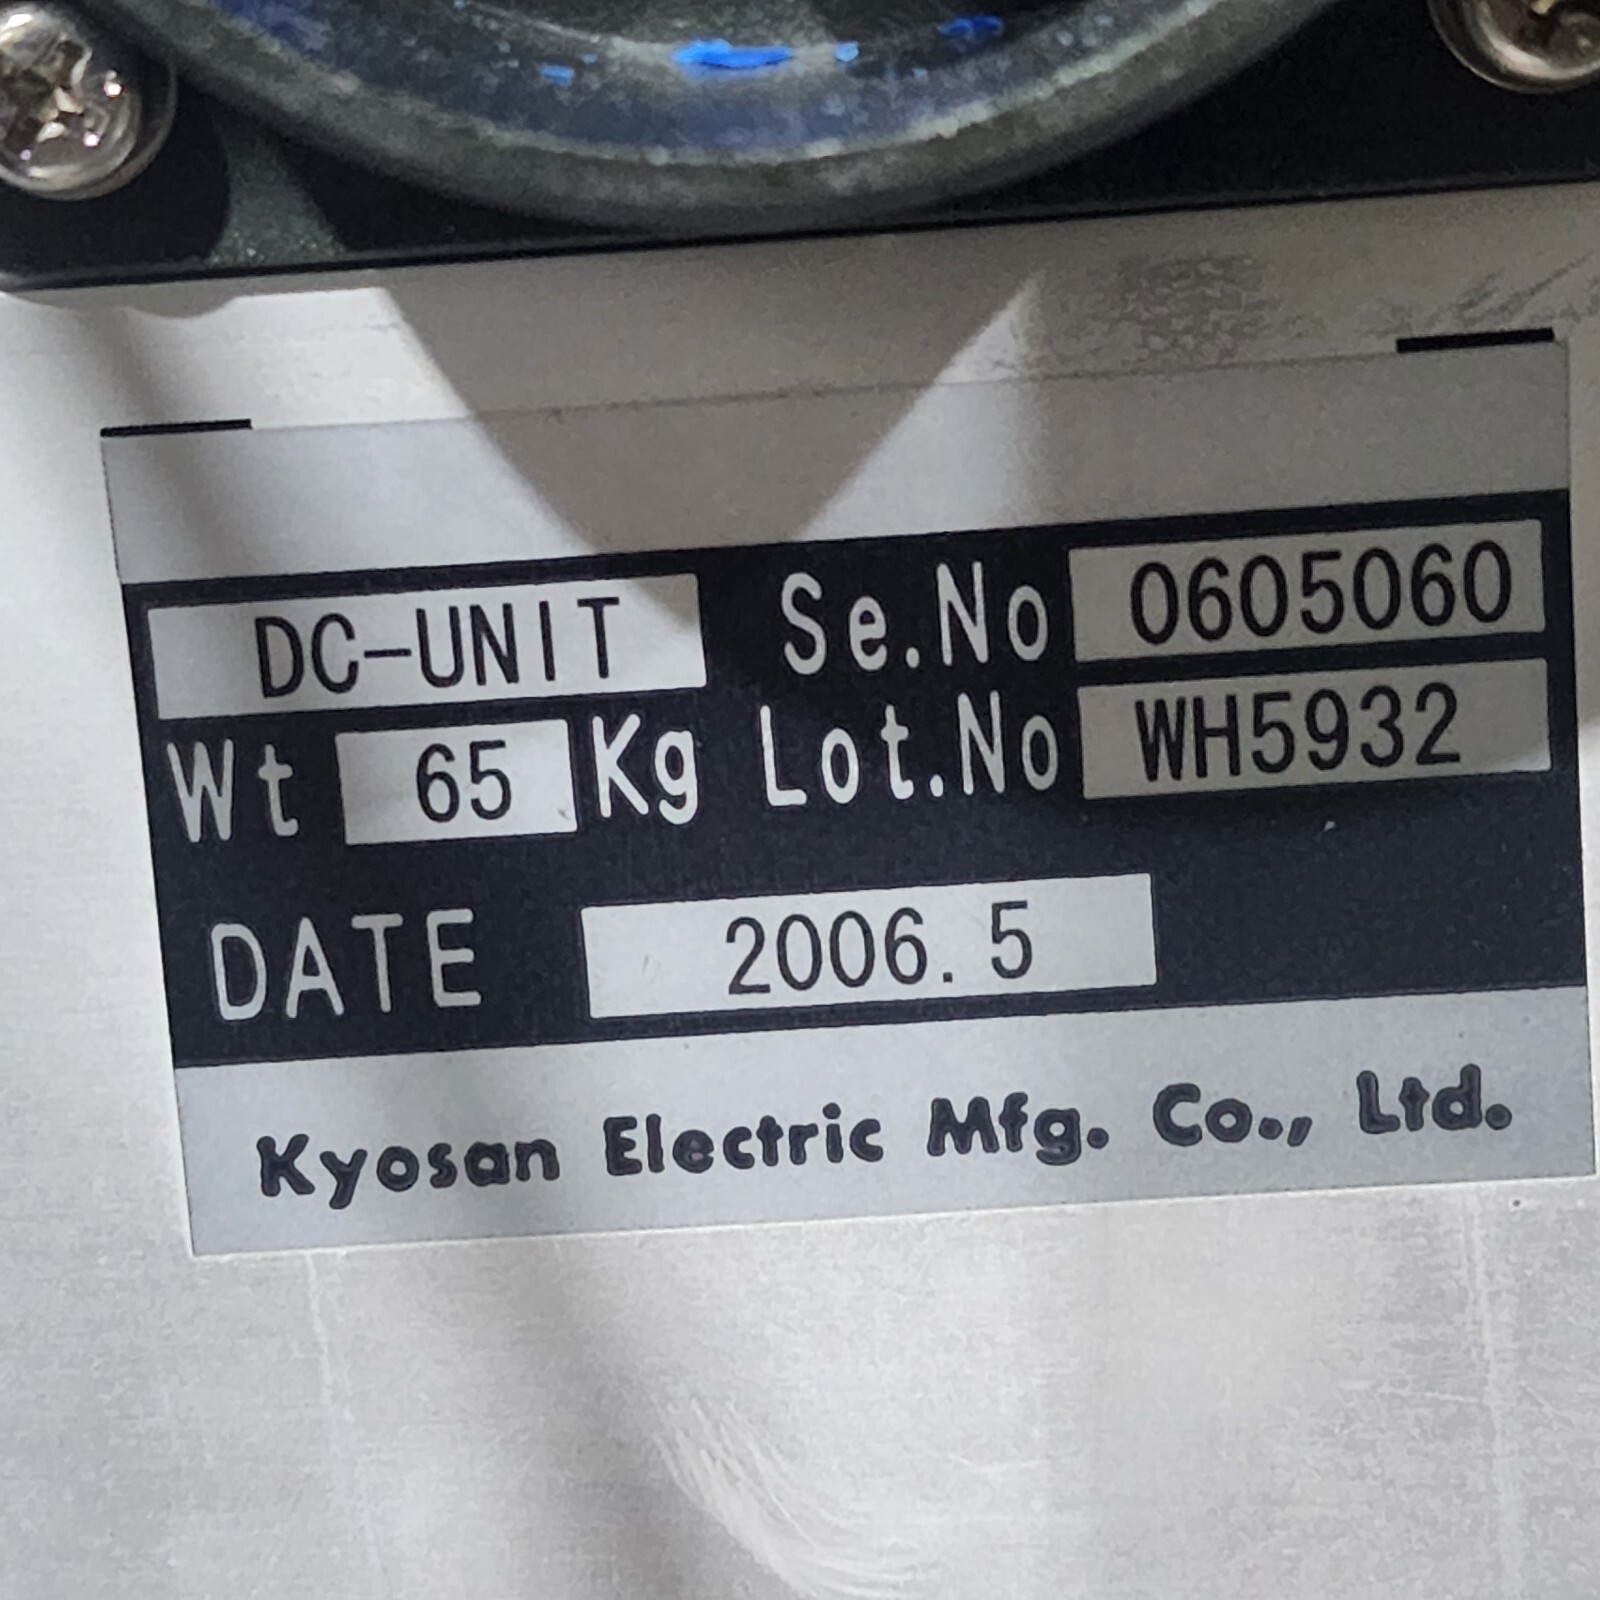 DC-UNIT Se.No 0605060
Wt 65 Kg Lot.No WH5932
DATE 2006.5
Kyosan Electric Mfg. Co., Ltd.